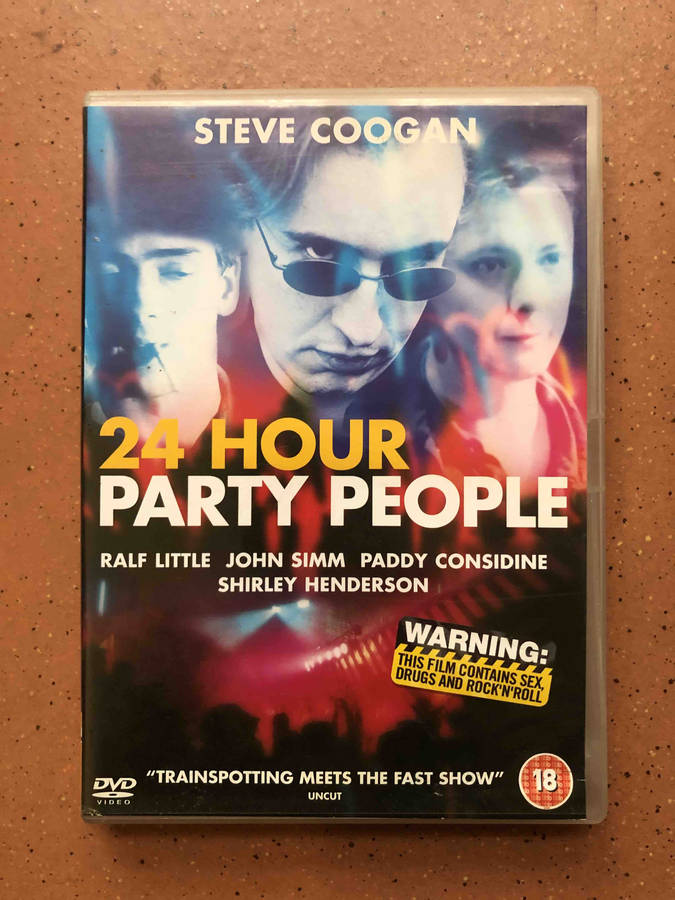 STEVE COOGAN
24 HOUR
PARTY PEOPLE
RALF LITTLE JOHN SIMM PADDY CONSIDINE
SHIRLEY HENDERSON
WARNING:
THIS FILM CONTAINS SEX,
DRUGS AND ROCK'N'ROLL
DVD
VIDEO
"TRAINSPOTTING MEETS THE FAST SHOW"
UNCUT
18